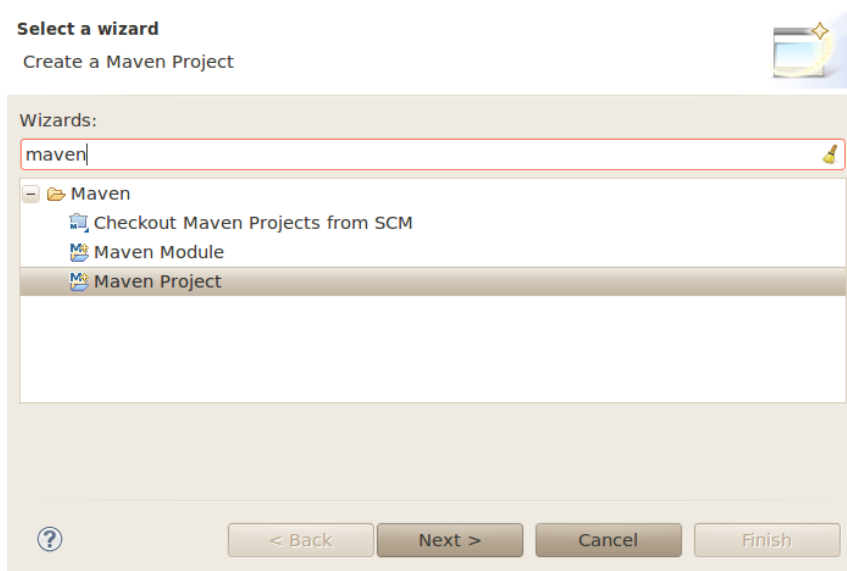 Select a wizard
Create a Maven Project
Wizards:
maven
Maven
Checkout Maven Projects from SCM
Maven Module
Maven Project
< Back Next > Cancel Finish